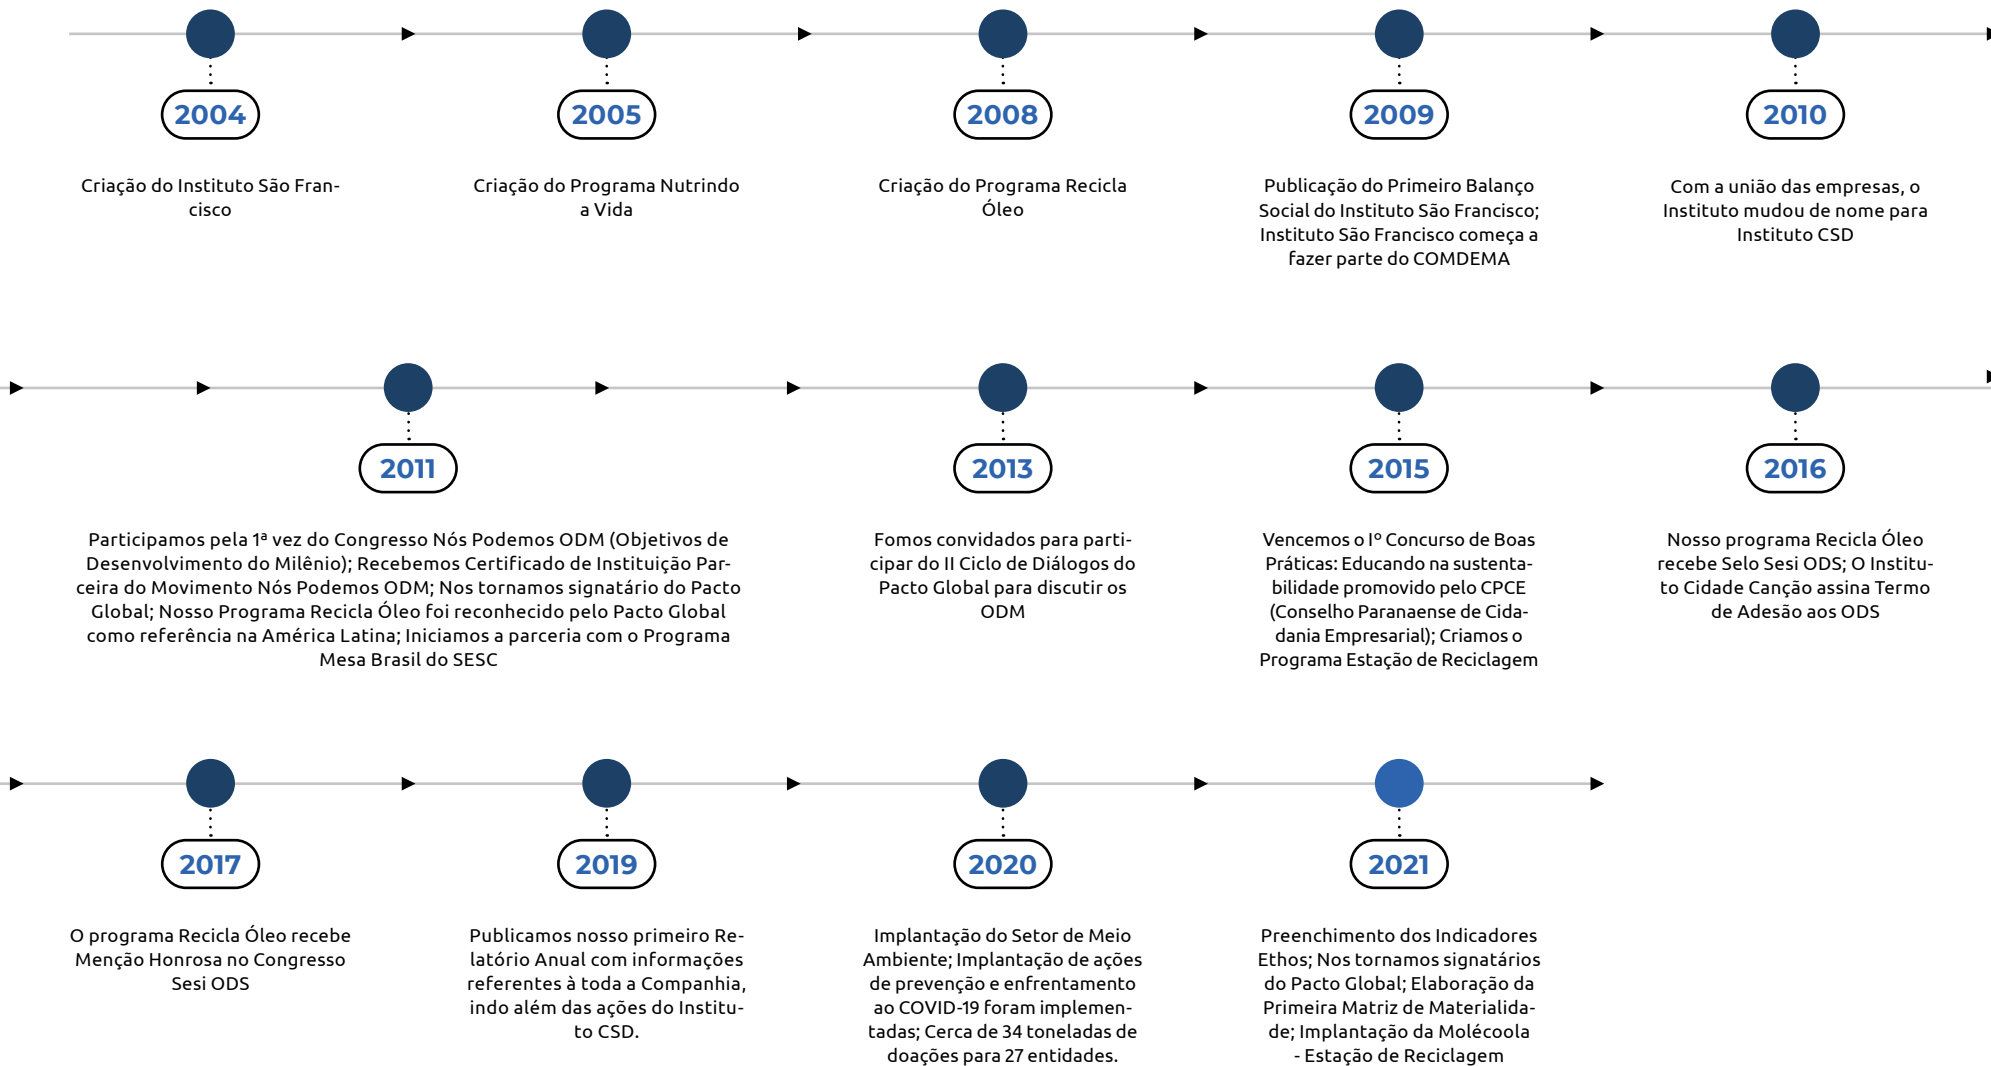 2004
Criação do Instituto São Fran-
cisco
2005
Criação do Programa Nutrindo
a Vida
2008
Criação do Programa Recicla
Óleo
2009
Publicação do Primeiro Balanço
Social do Instituto São Francisco;
Instituto São Francisco começa a
fazer parte do COMDEMA
2010
Com a união das empresas, o
Instituto mudou de nome para
Instituto CSD
2011
Participamos pela 1ª vez do Congresso Nós Podemos ODM (Objetivos de
Desenvolvimento do Milênio); Recebemos Certificado de Instituição Par-
ceira do Movimento Nós Podemos ODM; Nos tornamos signatário do Pacto
Global; Nosso Programa Recicla Óleo foi reconhecido pelo Pacto Global
como referência na América Latina; Iniciamos a parceria com o Programa
Mesa Brasil do SESC
2013
Fomos convidados para parti-
cipar do II Ciclo de Diálogos do
Pacto Global para discutir os
ODM
2015
Vencemos o Iº Concurso de Boas
Práticas: Educando na sustenta-
bilidade promovido pelo CPCE
(Conselho Paranaense de Cida-
dania Empresarial); Criamos o
Programa Estação de Reciclagem
2016
Nosso programa Recicla Óleo
recebe Selo Sesi ODS; O Institu-
to Cidade Canção assina Termo
de Adesão aos ODS
2017
O programa Recicla Óleo recebe
Menção Honrosa no Congresso
Sesi ODS
2019
Publicamos nosso primeiro Re-
latório Anual com informações
referentes à toda a Companhia,
indo além das ações do Institu-
to CSD.
2020
Implantação do Setor de Meio
Ambiente; Implantação de ações
de prevenção e enfrentamento
ao COVID-19 foram implemen-
tadas; Cerca de 34 toneladas de
doações para 27 entidades.
2021
Preenchimento dos Indicadores
Ethos; Nos tornamos signatários
do Pacto Global; Elaboração da
Primeira Matriz de Materialida-
de; Implantação da Molécoola
- Estação de Reciclagem